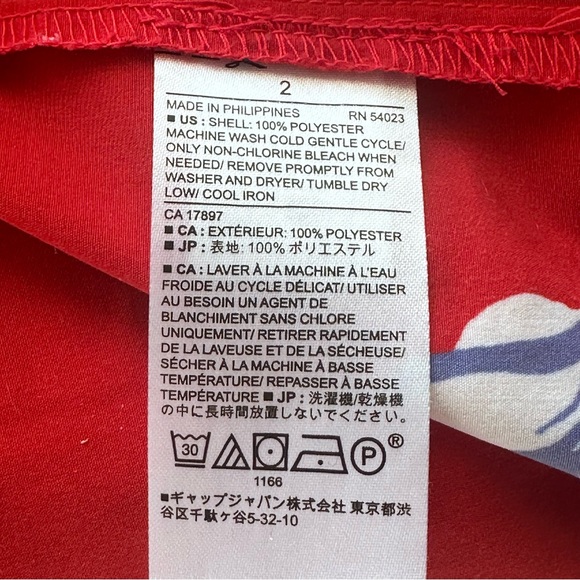 2
MADE IN PHILIPPINES RN 54023
■ US : SHELL: 100% POLYESTER
MACHINE WASH COLD GENTLE CYCLE/
ONLY NON-CHLORINE BLEACH WHEN
NEEDED/ REMOVE PROMPTLY FROM
WASHER AND DRYER/ TUMBLE DRY
LOW/ COOL IRON
CA 17897
■ CA : EXTÉRIEUR: 100% POLYESTER
■ JP : 表地: 100% ポリエステル
■ CA : LAVER À LA MACHINE À L'EAU
FROIDE AU CYCLE DÉLICAT/ UTILISER
AU BESOIN UN AGENT DE
BLANCHIMENT SANS CHLORE
UNIQUEMENT/ RETIRER RAPIDEMENT
DE LA LAVEUSE ET DE LA SÉCHEUSE/
SÉCHER À LA MACHINE À BASSE
TEMPÉRATURE/ REPASSER À BASSE
TEMPÉRATURE ■ JP : 洗濯機/乾燥機
の中に長時間放置しないでください。
30 P ®
1166
■ギャップジャパン株式会社 東京都渋
谷区千駄ヶ谷5-32-10